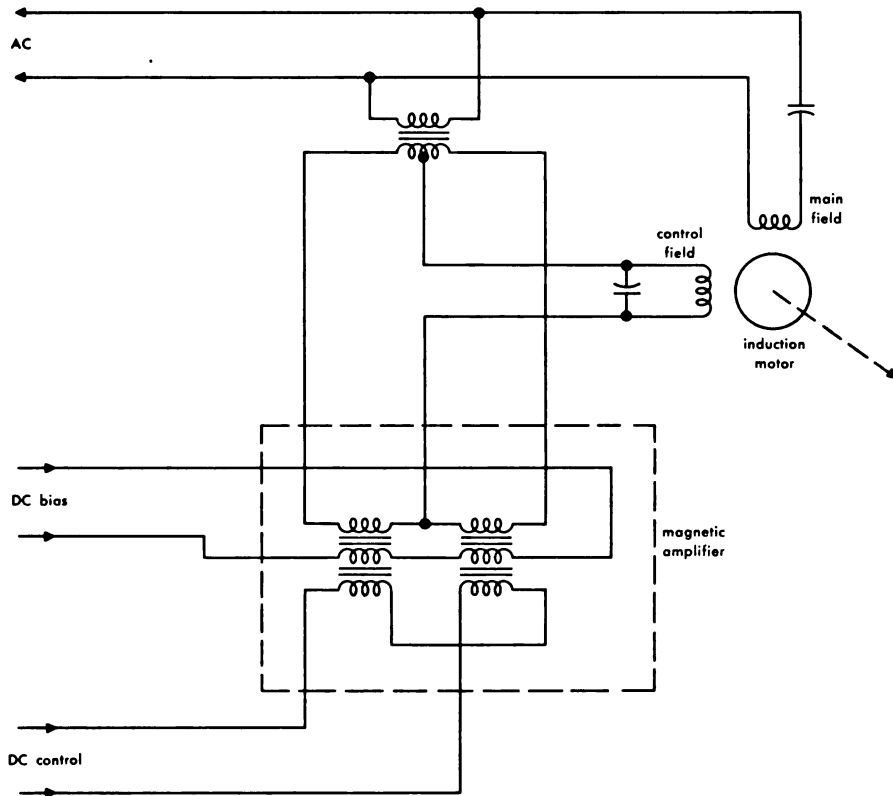 AC
main
field
control
field
induction
motor
DC bias
magnetic
amplifier
DC control